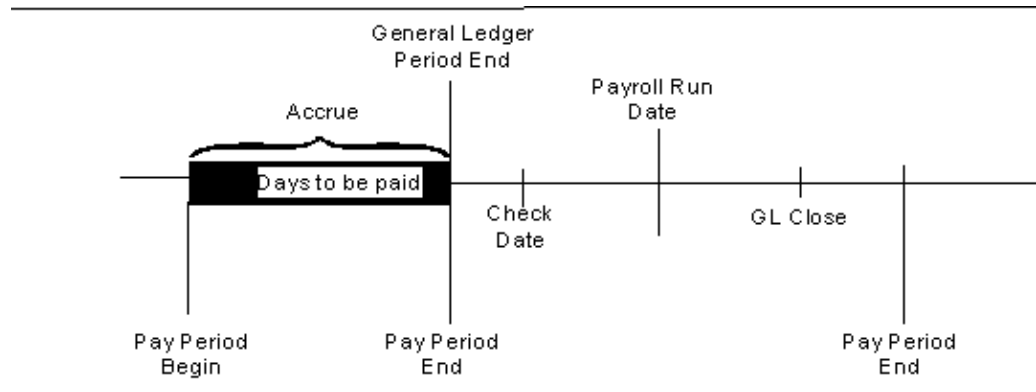 General Ledger
Period End
Payroll Run
Date
Accrue
Days to be paid
Check
Date
GL Close
Pay Period
Begin
Pay Period
End
Pay Period
End